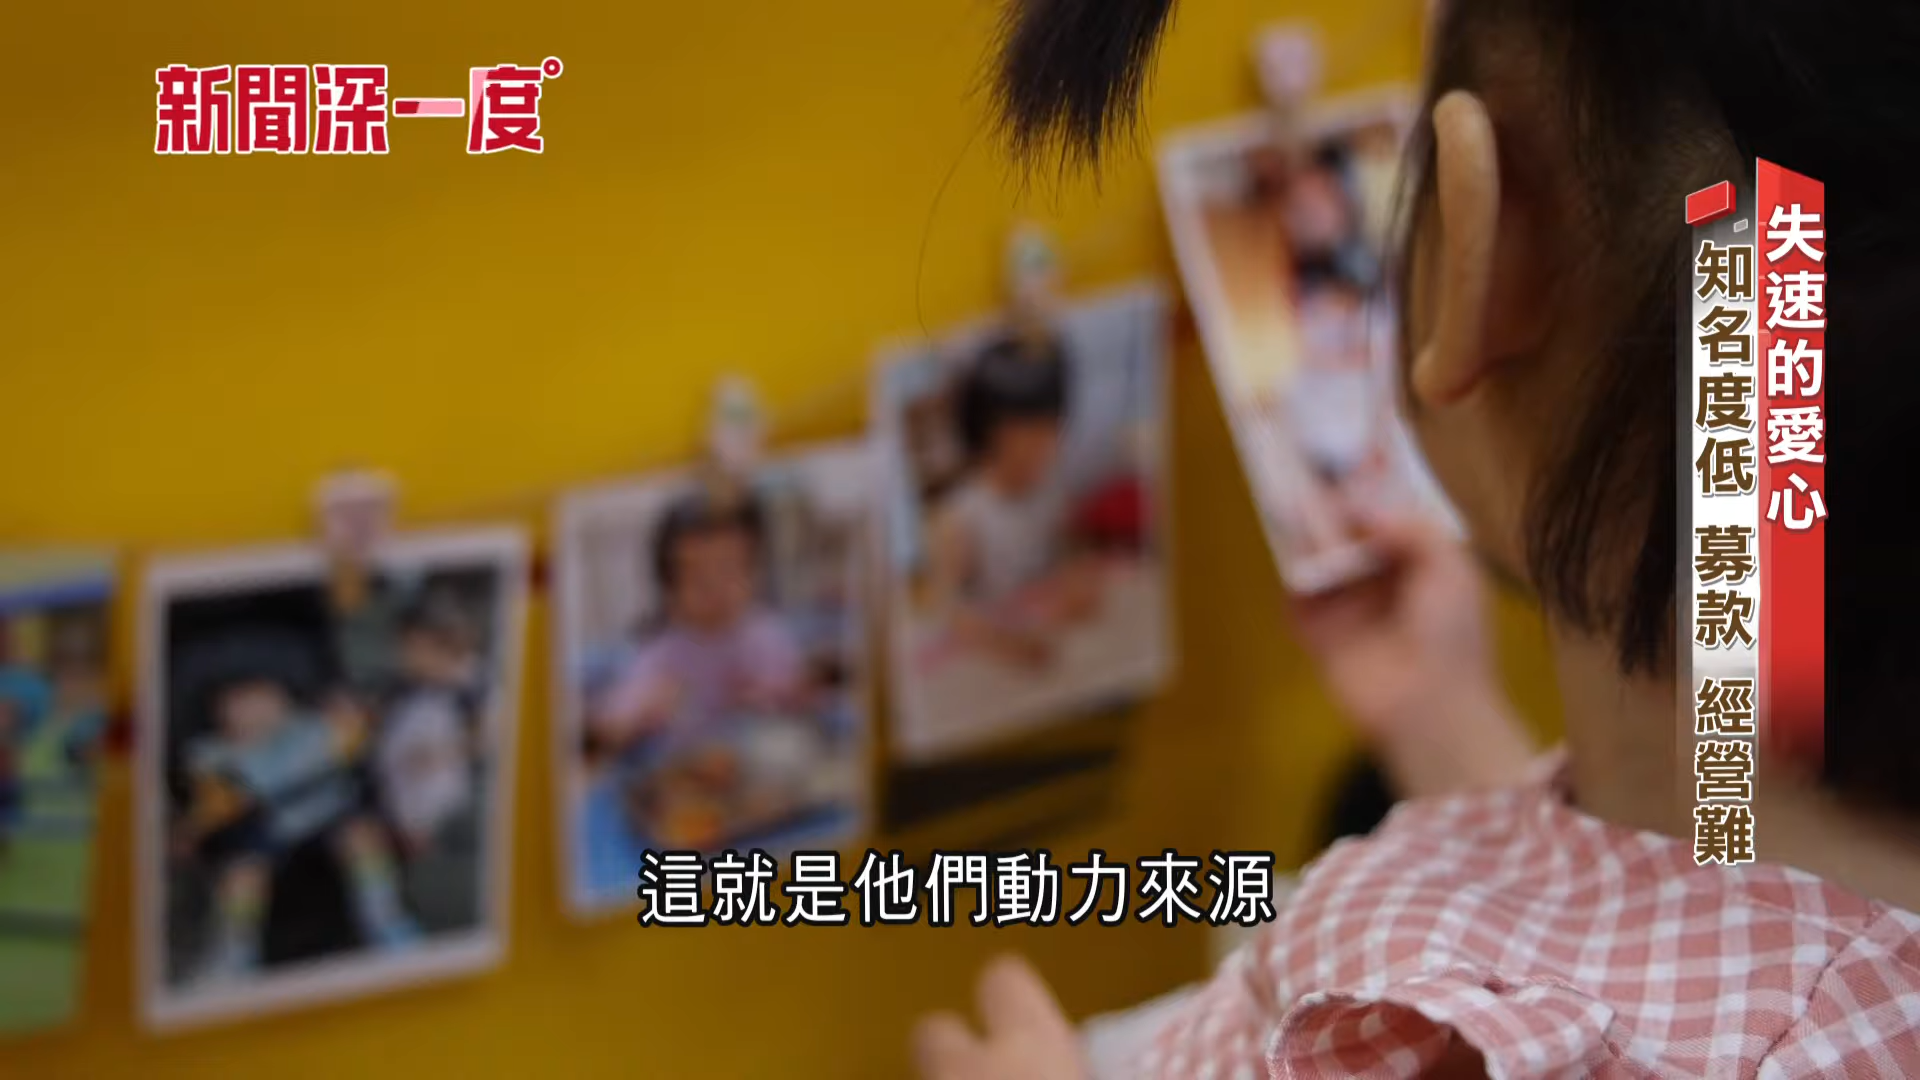 新聞深一度
失速的愛心
知名度低 募款 經營難
這就是他們動力來源